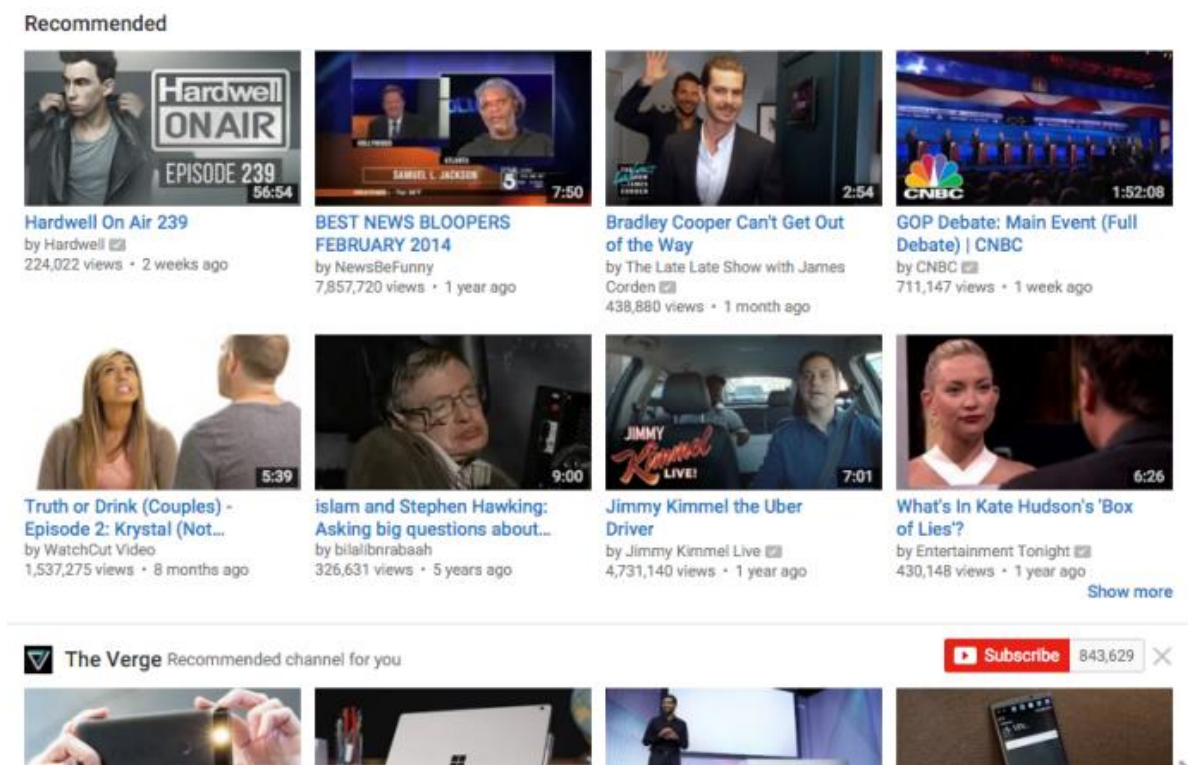 Recommended
Hardwell
ON AIR
EPISODE 239
56:54
SAMUEL L. JACKSON
5
7:50
2:54
CNBC
1:52:08
Hardwell On Air 239
by Hardwell
224,022 views • 2 weeks ago
BEST NEWS BLOOPERS
FEBRUARY 2014
by NewsBeFunny
7,857,720 views • 1 year ago
Bradley Cooper Can't Get Out
of the Way
by The Late Late Show with James
Corden
438,880 views • 1 month ago
GOP Debate: Main Event (Full
Debate) | CNBC
by CNBC
711,147 views • 1 week ago
5:39
9:00
JIMMY
Kimmel
LIVE!
7:01
6:26
Truth or Drink (Couples) -
Episode 2: Krystal (Not...
by WatchCut Video
1,537,275 views • 8 months ago
islam and Stephen Hawking:
Asking big questions about...
by bilalibnrabaah
326,631 views • 5 years ago
Jimmy Kimmel the Uber
Driver
by Jimmy Kimmel Live
4,731,140 views • 1 year ago
What's In Kate Hudson's 'Box
of Lies'?
by Entertainment Tonight
430,148 views • 1 year ago
Show more
The Verge Recommended channel for you
Subscribe 843,629